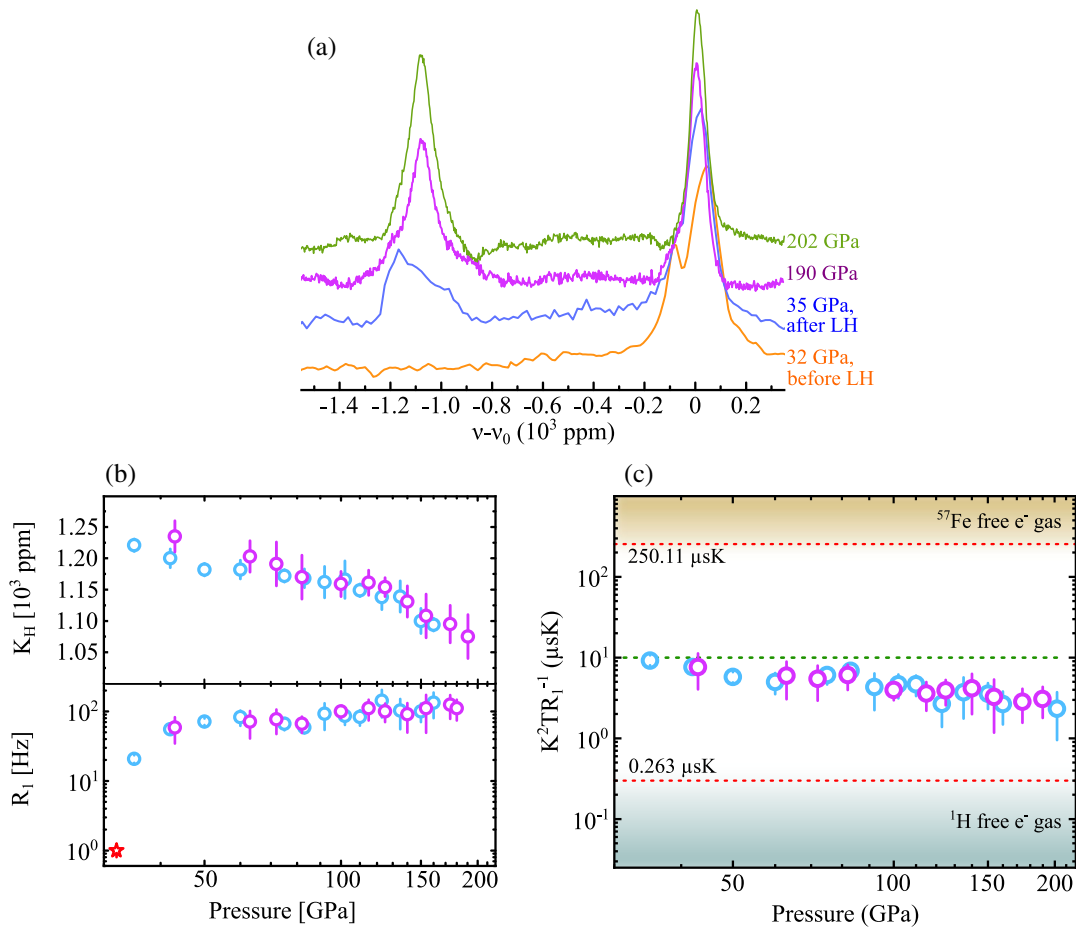 (a)
202 GPa
190 GPa
35 GPa,
after LH
32 GPa,
before LH
-1.4 -1.2 -1.0 -0.8 -0.6 -0.4 -0.2 0 0.2
ν-ν₀ (10³ ppm)
(b)
K_H [10³ ppm]
1.25
1.20
1.15
1.10
1.05
R₁ [Hz]
10²
10¹
10⁰
50 100 150 200
Pressure [GPa]
(c)
K²TR₁⁻¹ (μsK)
10²
10¹
10⁰
10⁻¹
⁵⁷Fe free e⁻ gas
250.11 μsK
0.263 μsK
¹H free e⁻ gas
50 100 150 200
Pressure (GPa)